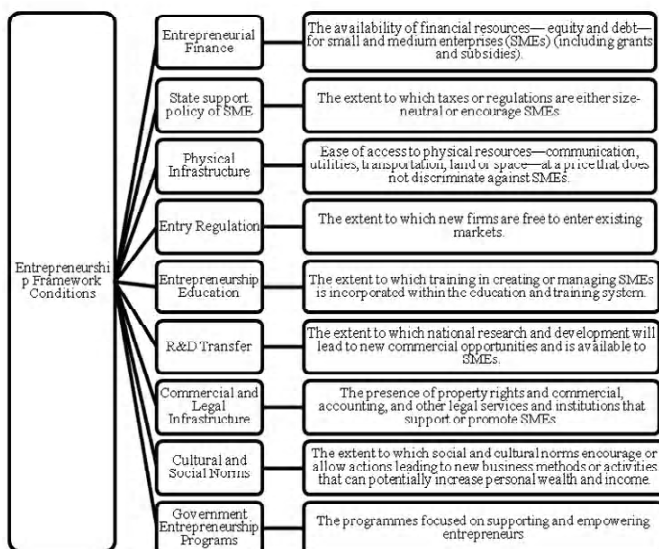 Entrepreneurshi
p Framework
Conditions
Entrepreneurial
Finance
The availability of financial resources— equity and debt—
for small and medium enterprises (SMEs) (including grants
and subsidies).
State support
policy of SME
The extent to which taxes or regulations are either size-
neutral or encourage SMEs.
Physical
Infrastructure
Ease of access to physical resources—communication,
utilities, transportation, land or space—at a price that does
not discriminate against SMEs.
Entry Regulation
The extent to which new firms are free to enter existing
markets.
Entrepreneurship
Education
The extent to which training in creating or managing SMEs
is incorporated within the education and training system.
R&D Transfer
The extent to which national research and development will
lead to new commercial opportunities and is available to
SMEs.
Commercial and
Legal
Infrastructure
The presence of property rights and commercial,
accounting, and other legal services and institutions that
support or promote SMEs
Cultural and
Social Norms
The extent to which social and cultural norms encourage or
allow actions leading to new business methods or activities
that can potentially increase personal wealth and income.
Government
Entrepreneurship
Programs
The programmes focused on supporting and empowering
entrepreneurs